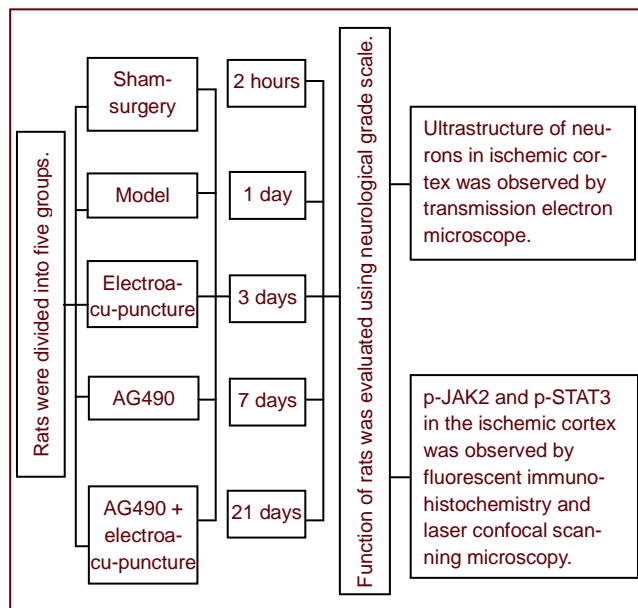 Rats were divided into five groups.
Sham-
surgery
Model
Electroa-
cu-puncture
AG490
AG490 +
electroa-
cu-puncture
2 hours
1 day
3 days
7 days
21 days
Function of rats was evaluated using neurological grade scale.
Ultrastructure of neu-
rons in ischemic cor-
tex was observed by
transmission electron
microscope.
p-JAK2 and p-STAT3
in the ischemic cortex
was observed by
fluorescent immuno-
histochemistry and
laser confocal scan-
ning microscopy.